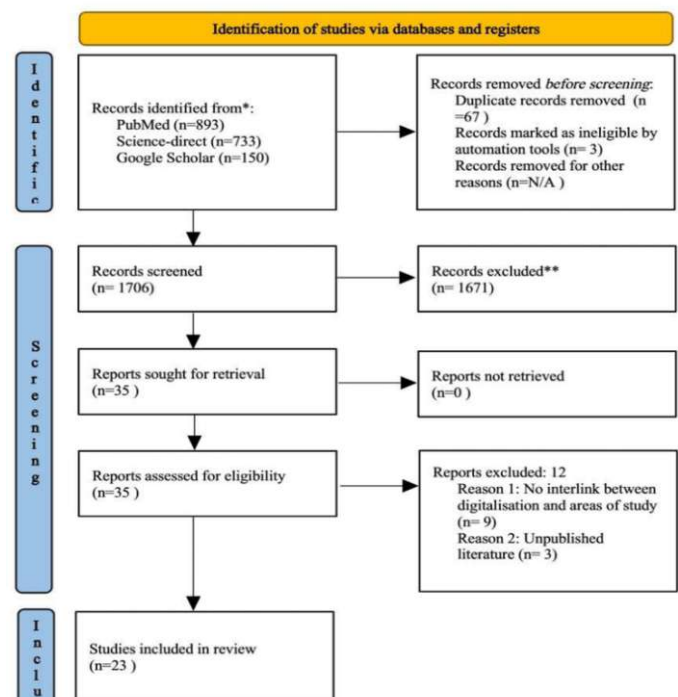 Identification of studies via databases and registers
Identific
Records identified from*:
PubMed (n=893)
Science-direct (n=733)
Google Scholar (n=150)
Records removed before screening:
Duplicate records removed (n
=67 )
Records marked as ineligible by
automation tools (n= 3)
Records removed for other
reasons (n=N/A )
Screening
Records screened
(n= 1706)
Records excluded**
(n= 1671)
Reports sought for retrieval
(n=35 )
Reports not retrieved
(n=0 )
Reports assessed for eligibility
(n=35 )
Reports excluded: 12
Reason 1: No interlink between
digitalisation and areas of study
(n= 9)
Reason 2: Unpublished
literature (n= 3)
Inclu
Studies included in review
(n=23 )